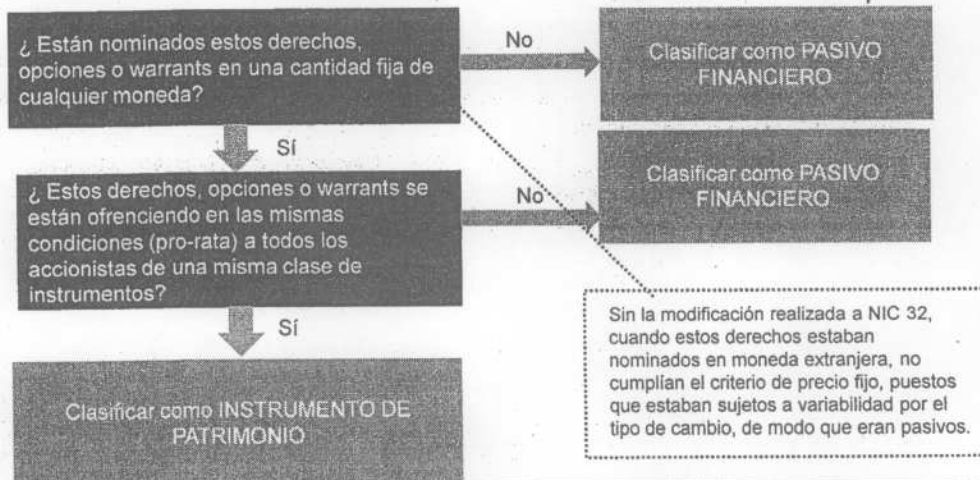 ¿ Están nominados estos derechos,
opciones o warrants en una cantidad fija de
cualquier moneda?
No
Clasificar como PASIVO
FINANCIERO
Sí
¿ Estos derechos, opciones o warrants se
están ofrenciendo en las mismas
condiciones (pro-rata) a todos los
accionistas de una misma clase de
instrumentos?
No
Clasificar como PASIVO
FINANCIERO
Sí
Clasificar como INSTRUMENTO DE
PATRIMONIO
Sin la modificación realizada a NIC 32,
cuando estos derechos estaban
nominados en moneda extranjera, no
cumplían el criterio de precio fijo, puestos
que estaban sujetos a variabilidad por el
tipo de cambio, de modo que eran pasivos.